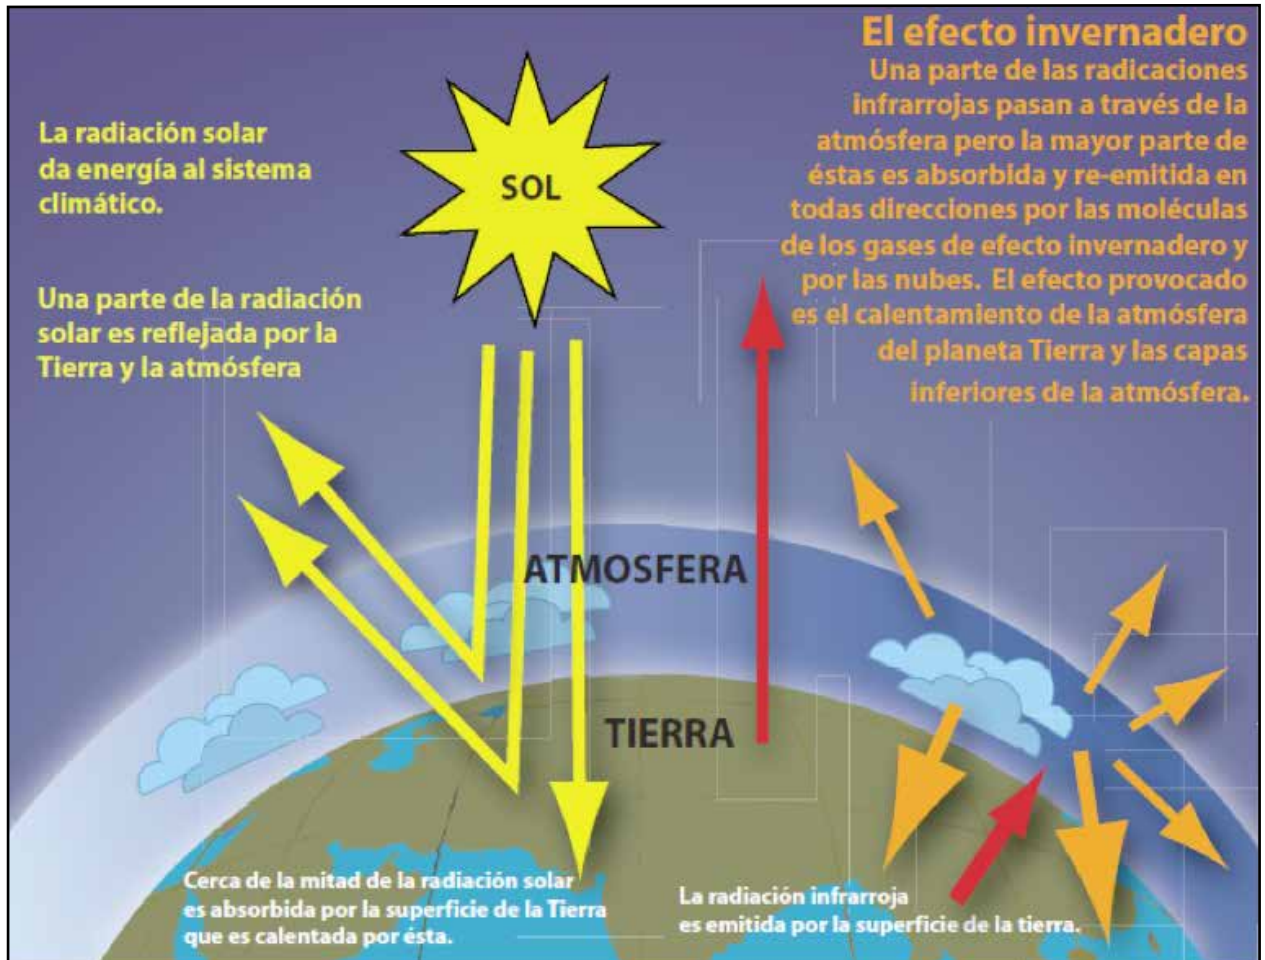 El efecto invernadero
Una parte de las radicaciones
infrarrojas pasan a través de la
atmósfera pero la mayor parte de
éstas es absorbida y re-emitida en
todas direcciones por las moléculas
de los gases de efecto invernadero y
por las nubes. El efecto provocado
es el calentamiento de la atmósfera
del planeta Tierra y las capas
inferiores de la atmósfera.
La radiación solar
da energía al sistema
climático.
SOL
Una parte de la radiación
solar es reflejada por la
Tierra y la atmósfera
ATMOSFERA
TIERRA
Cerca de la mitad de la radiación solar
es absorbida por la superficie de la Tierra
que es calentada por ésta.
La radiación infrarroja
es emitida por la superficie de la tierra.